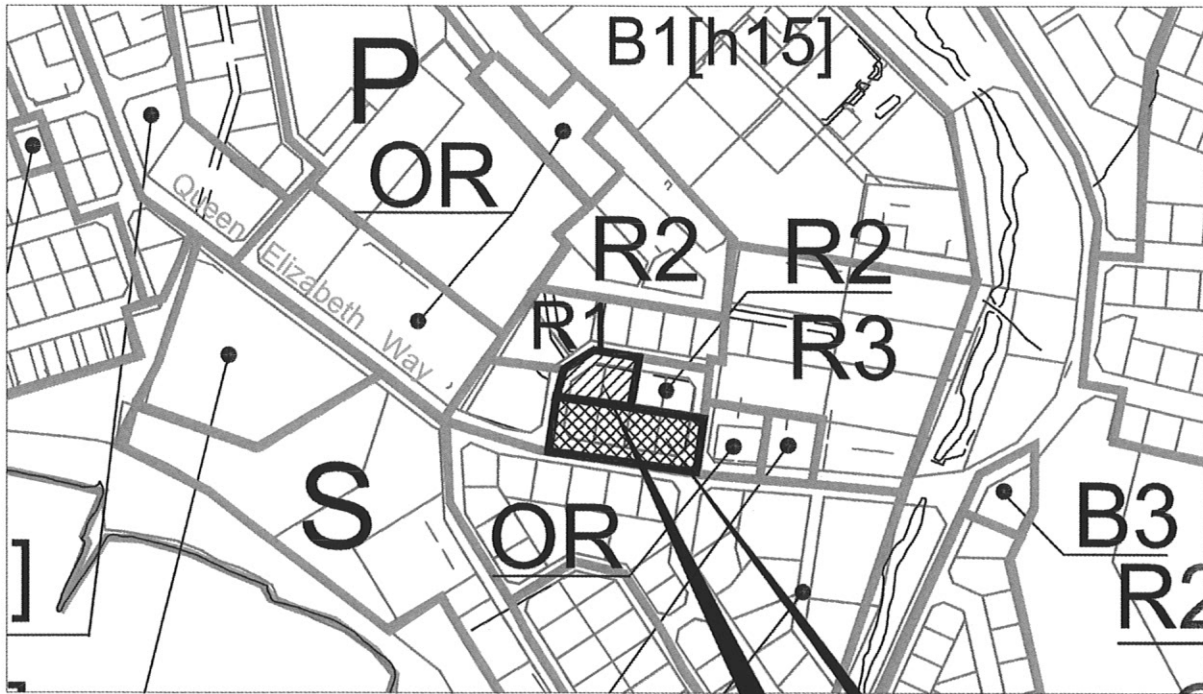 B1[h15]
P
OR
Queen Elizabeth Way
R2
R2
R1
R3
S
OR
B3
R2
]
]